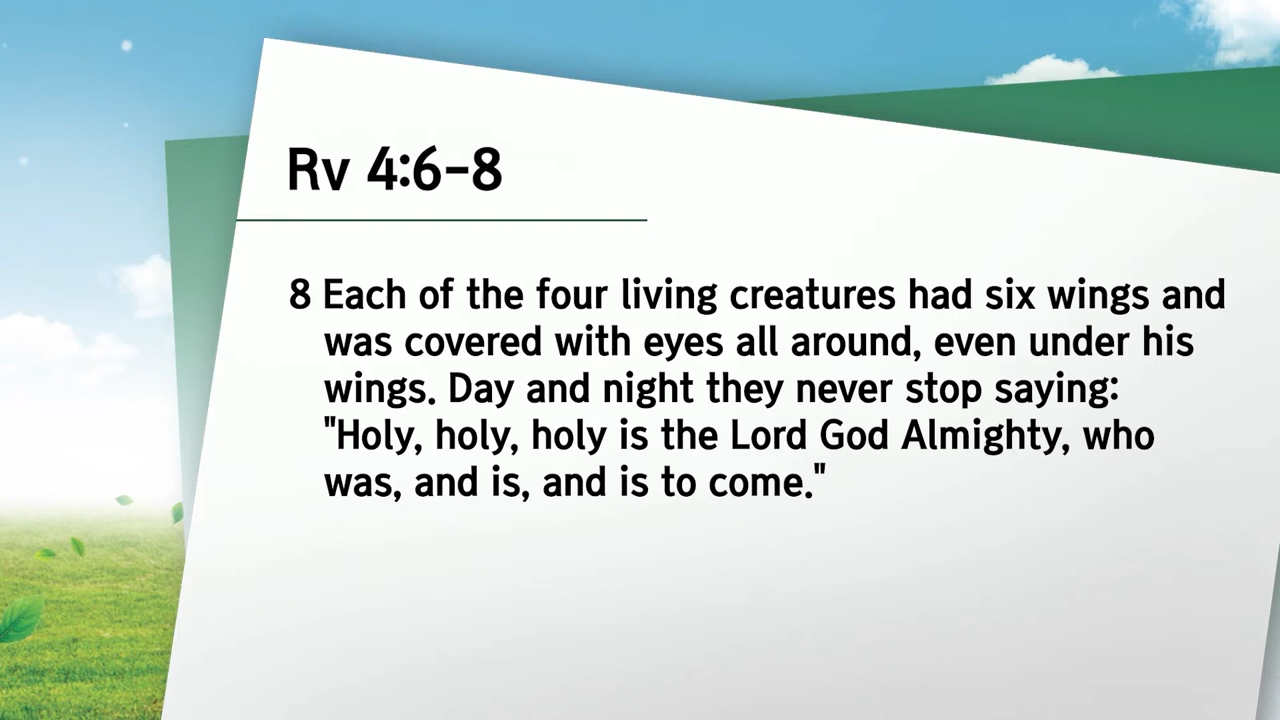 Rv 4:6-8
8 Each of the four living creatures had six wings and
was covered with eyes all around, even under his
wings. Day and night they never stop saying:
"Holy, holy, holy is the Lord God Almighty, who
was, and is, and is to come."